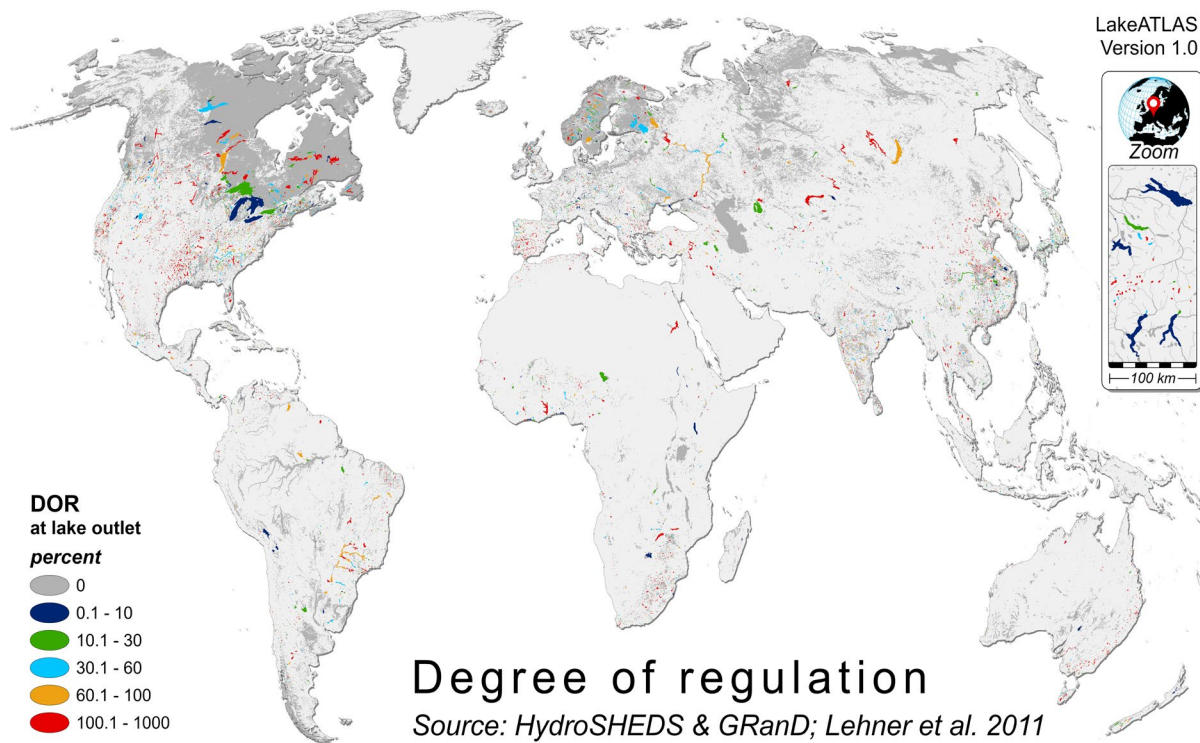 LakeATLAS
Version 1.0
Zoom
100 km
DOR
at lake outlet
percent
0
0.1 - 10
10.1 - 30
30.1 - 60
60.1 - 100
100.1 - 1000
Degree of regulation
Source: HydroSHEDS & GRanD; Lehner et al. 2011